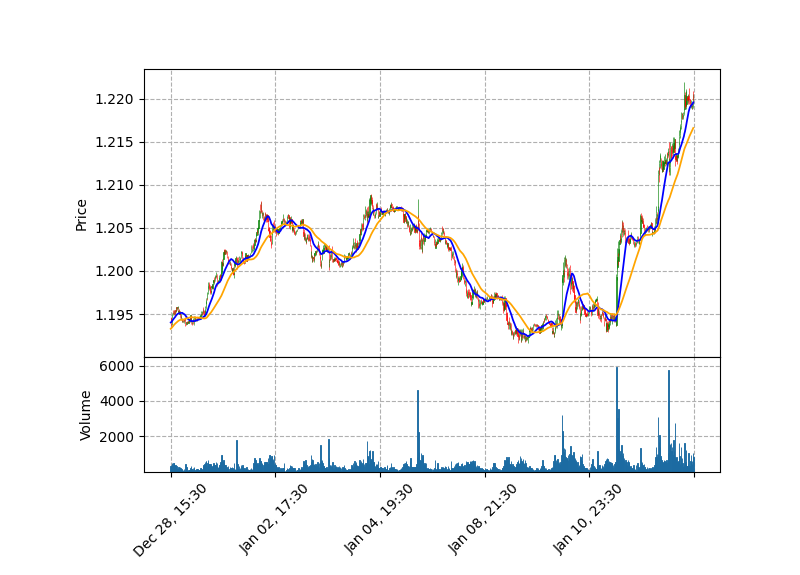 1.220
1.215
1.210
1.205
1.200
1.195
Price
6000
4000
2000
Volume
Dec 28, 15:30
Jan 02, 17:30
Jan 04, 19:30
Jan 08, 21:30
Jan 10, 23:30